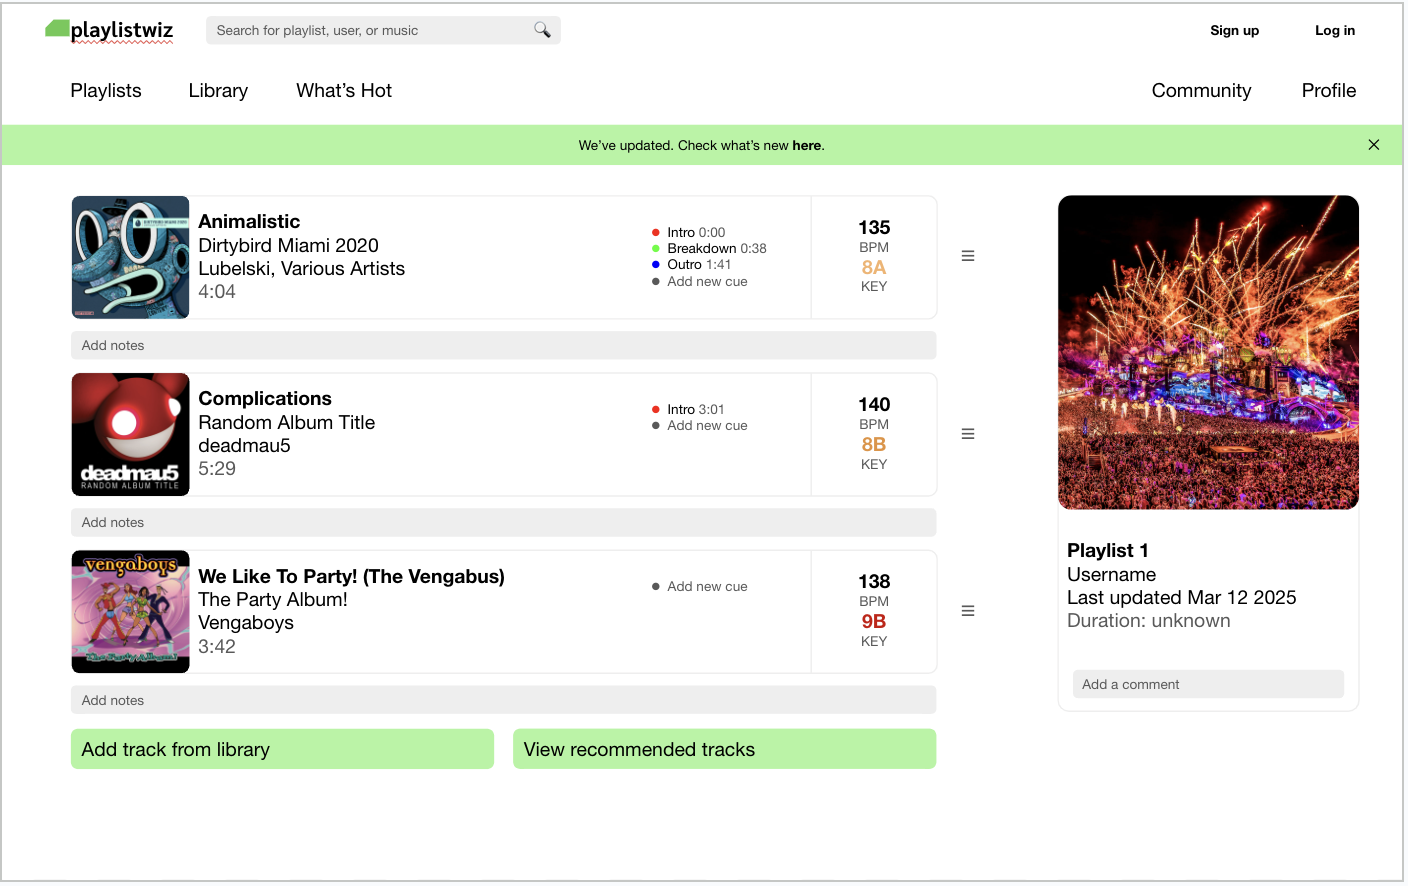 playlistwiz
Search for playlist, user, or music
Sign up
Log in
Playlists
Library
What's Hot
Community
Profile
We've updated. Check what's new here.
Animalistic
Dirtybird Miami 2020
Lubelski, Various Artists
4:04
Intro 0:00
Breakdown 0:38
Outro 1:41
Add new cue
135
BPM
8A
KEY
Add notes
deadmau5
RANDOM ALBUM TITLE
Complications
Random Album Title
deadmau5
5:29
Intro 3:01
Add new cue
140
BPM
8B
KEY
Add notes
vengaboys
The Party Album!
We Like To Party! (The Vengabus)
The Party Album!
Vengaboys
3:42
Add new cue
138
BPM
9B
KEY
Add notes
Add track from library
View recommended tracks
Playlist 1
Username
Last updated Mar 12 2025
Duration: unknown
Add a comment